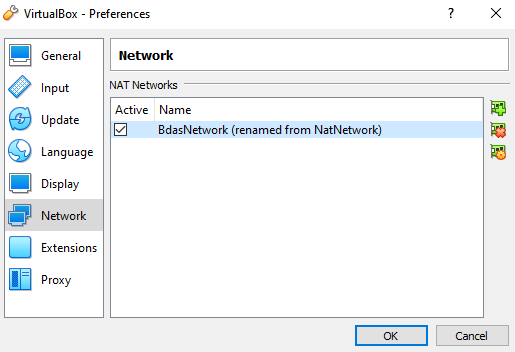 VirtualBox - Preferences
?
General
Input
Update
Language
Display
Network
Extensions
Proxy
Network
NAT Networks
Active Name
BdasNetwork (renamed from NatNetwork)
OK Cancel